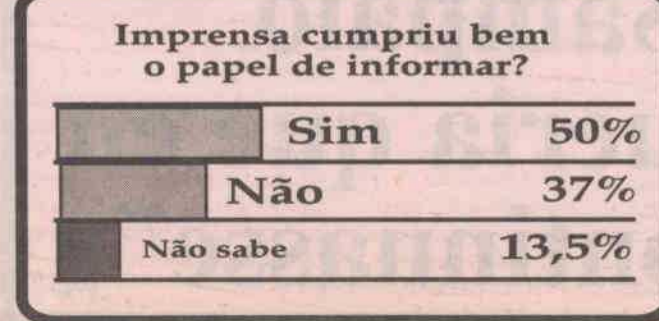 Imprensa cumpriu bem
o papel de informar?
Sim 50%
Não 37%
Não sabe 13,5%